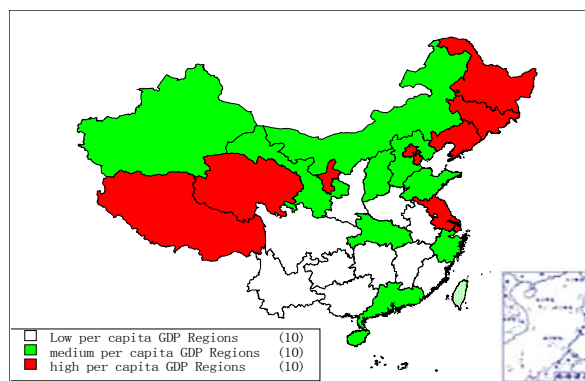 Low per capita GDP Regions (10)
medium per capita GDP Regions (10)
high per capita GDP Regions (10)